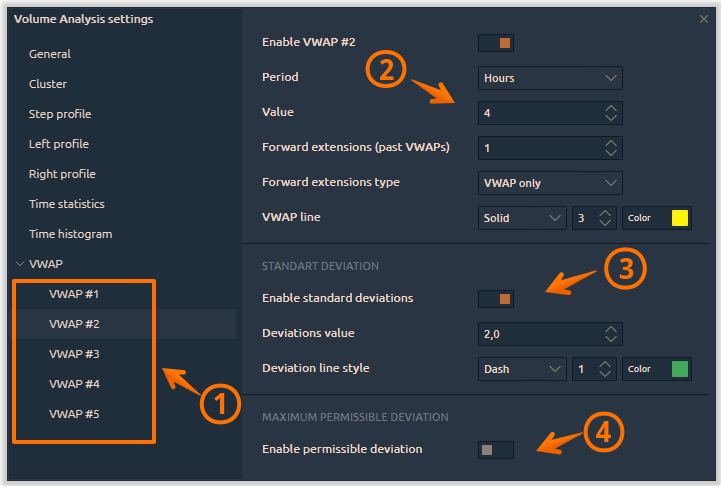 Volume Analysis settings
General
Cluster
Step profile
Left profile
Right profile
Time statistics
Time histogram
VWAP
VWAP #1
VWAP #2
VWAP #3
VWAP #4
VWAP #5
1
Enable VWAP #2
2
Period Hours
Value 4
Forward extensions (past VWAPs) 1
Forward extensions type VWAP only
VWAP line Solid 3 Color
STANDART DEVIATION
3
Enable standard deviations
Deviations value 2,0
Deviation line style Dash 1 Color
MAXIMUM PERMISSIBLE DEVIATION
4
Enable permissible deviation